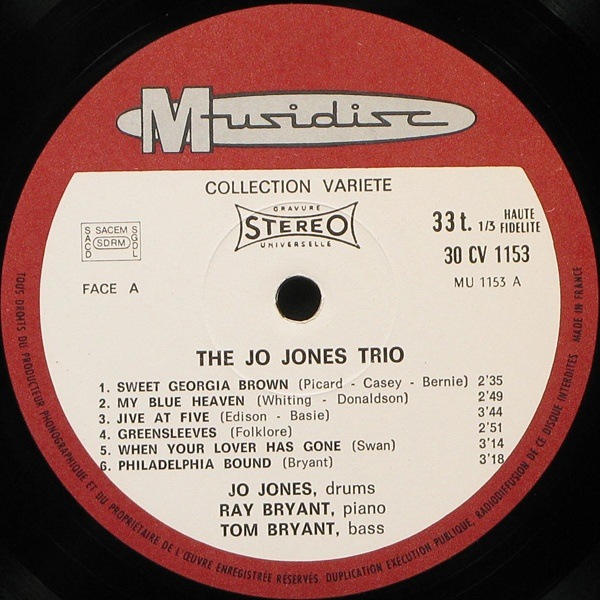 Musidisc
COLLECTION VARIETE
GRAVURE
STEREO
UNIVERSELLE
SACEM
SACD
SDRM
SGDL
33 t. 1/3 HAUTE FIDELITE
30 CV 1153
MU 1153 A
FACE A
THE JO JONES TRIO
1. SWEET GEORGIA BROWN (Picard - Casey - Bernie) 2'35
2. MY BLUE HEAVEN (Whiting - Donaldson) 2'49
3. JIVE AT FIVE (Edison - Basie) 3'44
4. GREENSLEEVES (Folklore) 2'51
5. WHEN YOUR LOVER HAS GONE (Swan) 3'14
6. PHILADELPHIA BOUND (Bryant) 3'18
JO JONES, drums
RAY BRYANT, piano
TOM BRYANT, bass
TOUS DROITS DU PRODUCTEUR PHONOGRAPHIQUE ET DU PROPRIETAIRE DE L'ŒUVRE ENREGISTRÉE RÉSERVÉS. DUPLICATION EXÉCUTION PUBLIQUE, RADIODIFFUSION DE CE DISQUE INTERDITES - MADE IN FRANCE